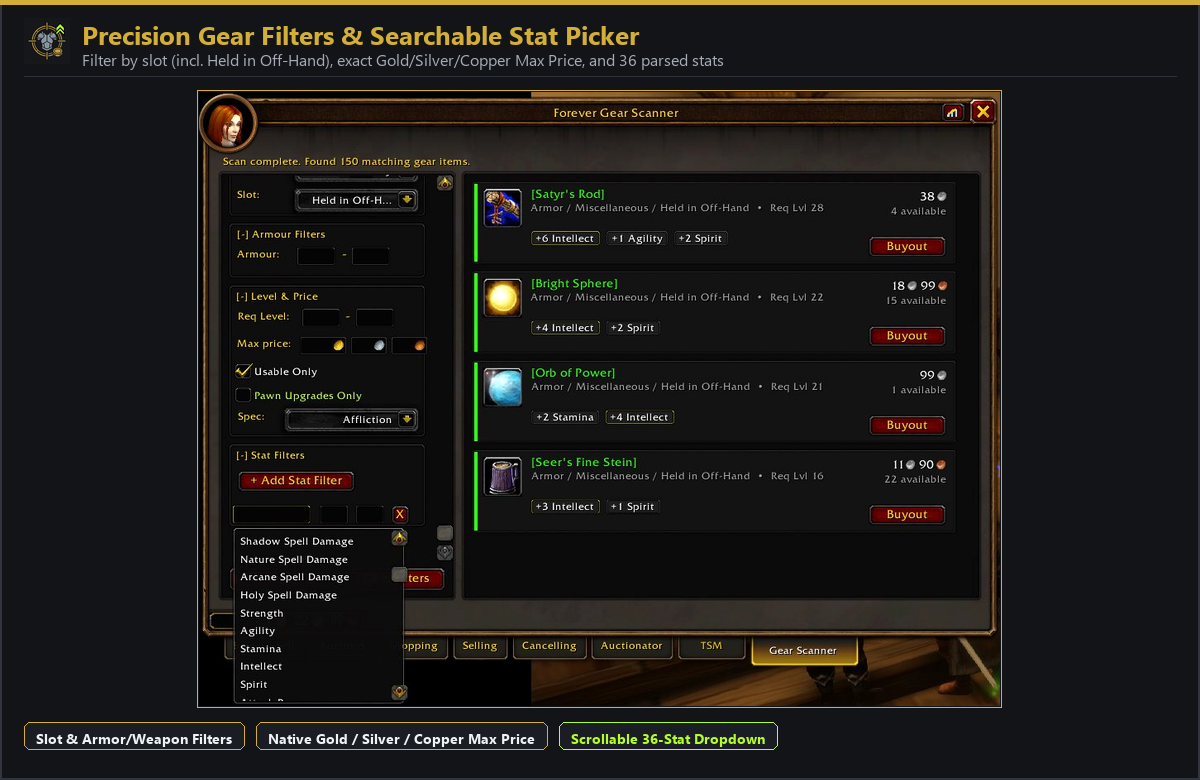 Precision Gear Filters & Searchable Stat Picker
Filter by slot (incl. Held in Off-Hand), exact Gold/Silver/Copper Max Price, and 36 parsed stats
Forever Gear Scanner
Scan complete. Found 150 matching gear items.
Slot:
Held in Off-H...
[-] Armour Filters
Armour:
-
[-] Level & Price
Req Level:
-
Max price:
Usable Only
Pawn Upgrades Only
Spec:
Affliction
[-] Stat Filters
+ Add Stat Filter
X
Shadow Spell Damage
Nature Spell Damage
Arcane Spell Damage
Holy Spell Damage
Strength
Agility
Stamina
Intellect
Spirit
ters
[Satyr's Rod]
Armor / Miscellaneous / Held in Off-Hand • Req Lvl 28
+6 Intellect +1 Agility +2 Spirit
38
4 available
Buyout
[Bright Sphere]
Armor / Miscellaneous / Held in Off-Hand • Req Lvl 22
+4 Intellect +2 Spirit
18 99
15 available
Buyout
[Orb of Power]
Armor / Miscellaneous / Held in Off-Hand • Req Lvl 21
+2 Stamina +4 Intellect
99
1 available
Buyout
[Seer's Fine Stein]
Armor / Miscellaneous / Held in Off-Hand • Req Lvl 16
+3 Intellect +1 Spirit
11 90
22 available
Buyout
opping
Selling
Cancelling
Auctionator
TSM
Gear Scanner
Slot & Armor/Weapon Filters
Native Gold / Silver / Copper Max Price
Scrollable 36-Stat Dropdown